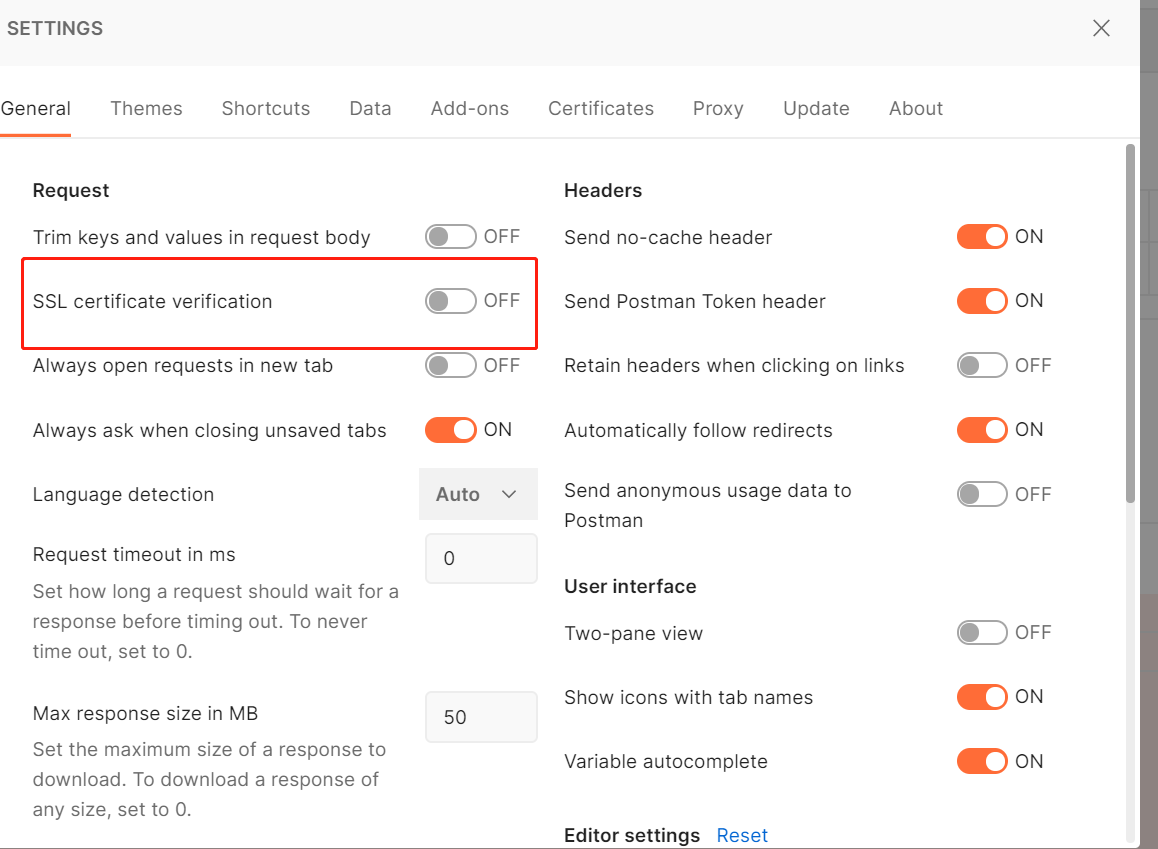 SETTINGS
General Themes Shortcuts Data Add-ons Certificates Proxy Update About
Request
Trim keys and values in request body OFF
SSL certificate verification OFF
Always open requests in new tab OFF
Always ask when closing unsaved tabs ON
Language detection Auto
Request timeout in ms 0
Set how long a request should wait for a
response before timing out. To never
time out, set to 0.
Max response size in MB 50
Set the maximum size of a response to
download. To download a response of
any size, set to 0.
Headers
Send no-cache header ON
Send Postman Token header ON
Retain headers when clicking on links OFF
Automatically follow redirects ON
Send anonymous usage data to OFF
Postman
User interface
Two-pane view OFF
Show icons with tab names ON
Variable autocomplete ON
Editor settings Reset